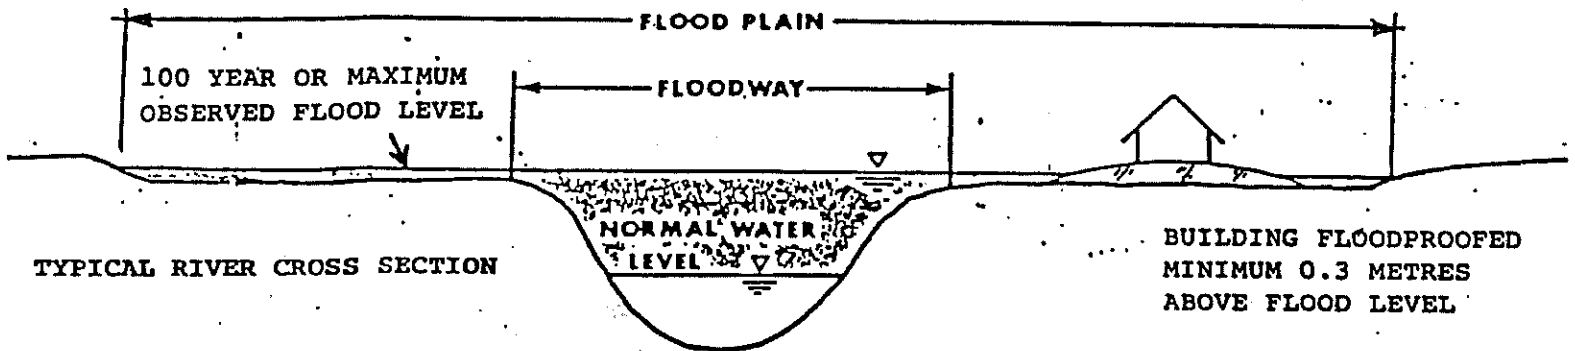 FLOOD PLAIN
100 YEAR OR MAXIMUM
OBSERVED FLOOD LEVEL
FLOODWAY
NORMAL WATER
LEVEL
TYPICAL RIVER CROSS SECTION
BUILDING FLOODPROOFED
MINIMUM 0.3 METRES
ABOVE FLOOD LEVEL